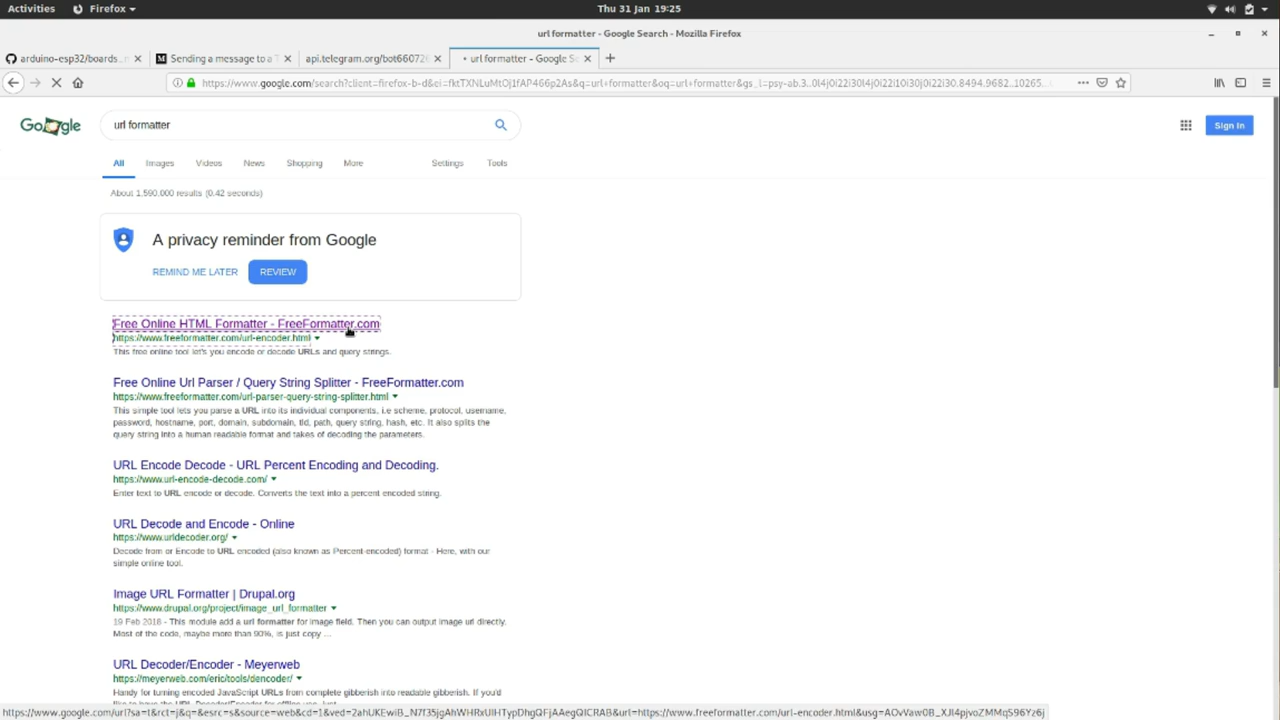 Activities Firefox Thu 31 Jan 19:25
url formatter - Google Search - Mozilla Firefox
arduino-esp32/boards. Sending a message to a T api.telegram.org/bot66072 url formatter - Google Se
Google
url formatter
Sign in
All Images Videos News Shopping More Settings Tools
About 1,590,000 results (0.42 seconds)
A privacy reminder from Google
REMIND ME LATER REVIEW
Free Online HTML Formatter - FreeFormatter.com
https://www.freeformatter.com/url-encoder.html
This free online tool let's you encode or decode URLs and query strings.
Free Online Url Parser / Query String Splitter - FreeFormatter.com
https://www.freeformatter.com/url-parser-query-string-splitter.html
This simple tool lets you parse a URL into its individual components, i.e scheme, protocol, username,
password, hostname, port, domain, subdomain, tld, path, query string, hash, etc. It also splits the
query string into a human readable format and takes of decoding the parameters.
URL Encode Decode - URL Percent Encoding and Decoding.
https://www.url-encode-decode.com/
Enter text to URL encode or decode. Converts the text into a percent encoded string.
URL Decode and Encode - Online
https://www.urldecoder.org/
Decode from or Encode to URL encoded (also known as Percent-encoded) format - Here, with our
simple online tool.
Image URL Formatter | Drupal.org
https://www.drupal.org/project/image_url_formatter
19 Feb 2018 - This module add a url formatter for image field. Then you can output image url directly.
Most of the code, maybe more than 90%, is just copy ...
URL Decoder/Encoder - Meyerweb
https://meyerweb.com/eric/tools/dencoder/
Handy for turning encoded JavaScript URLs from complete gibberish into readable gibberish. If you'd